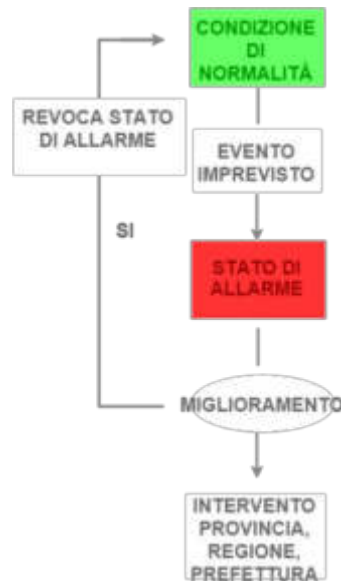 CONDIZIONE
DI
NORMALITÀ
REVOCA STATO
DI ALLARME
EVENTO
IMPREVISTO
SI
STATO DI
ALLARME
MIGLIORAMENTO
INTERVENTO
PROVINCIA,
REGIONE,
PREFETTURA